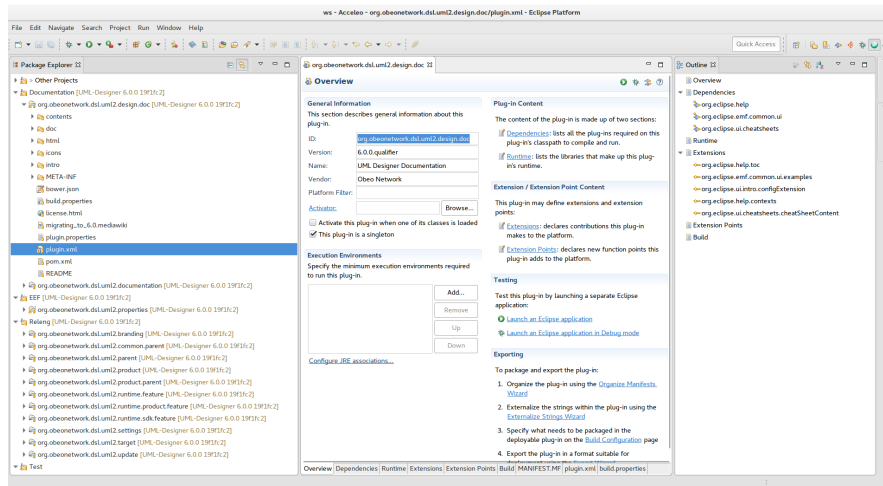 ws - Acceleo - org.obeonetwork.dsl.uml2.design.doc/plugin.xml - Eclipse Platform
File Edit Navigate Search Project Run Window Help
Quick Access
Package Explorer
> Other Projects
Documentation [UML-Designer 6.0.0 19f1fc2]
org.obeonetwork.dsl.uml2.design.doc [UML-Designer 6.0.0 19f1fc2]
contents
doc
html
icons
intro
META-INF
bower.json
build.properties
license.html
migrating_to_6.0.mediawiki
plugin.properties
plugin.xml
pom.xml
README
org.obeonetwork.dsl.uml2.documentation [UML-Designer 6.0.0 19f1fc2]
EEF [UML-Designer 6.0.0 19f1fc2]
org.obeonetwork.dsl.uml2.properties [UML-Designer 6.0.0 19f1fc2]
Releng [UML-Designer 6.0.0 19f1fc2]
org.obeonetwork.dsl.uml2.branding [UML-Designer 6.0.0 19f1fc2]
org.obeonetwork.dsl.uml2.common.parent [UML-Designer 6.0.0 19f1fc2]
org.obeonetwork.dsl.uml2.parent [UML-Designer 6.0.0 19f1fc2]
org.obeonetwork.dsl.uml2.product [UML-Designer 6.0.0 19f1fc2]
org.obeonetwork.dsl.uml2.product.parent [UML-Designer 6.0.0 19f1fc2]
org.obeonetwork.dsl.uml2.runtime.feature [UML-Designer 6.0.0 19f1fc2]
org.obeonetwork.dsl.uml2.runtime.product.feature [UML-Designer 6.0.0 19f1fc2]
org.obeonetwork.dsl.uml2.runtime.sdk.feature [UML-Designer 6.0.0 19f1fc2]
org.obeonetwork.dsl.uml2.settings [UML-Designer 6.0.0 19f1fc2]
org.obeonetwork.dsl.uml2.target [UML-Designer 6.0.0 19f1fc2]
org.obeonetwork.dsl.uml2.update [UML-Designer 6.0.0 19f1fc2]
Test
org.obeonetwork.dsl.uml2.design.doc
Overview
General Information
This section describes general information about this
plug-in.
ID: org.obeonetwork.dsl.uml2.design.doc
Version: 6.0.0.qualifier
Name: UML Designer Documentation
Vendor: Obeo Network
Platform Filter:
Activator: Browse...
Activate this plug-in when one of its classes is loaded
This plug-in is a singleton
Execution Environments
Specify the minimum execution environments required
to run this plug-in.
Add...
Remove
Up
Down
Configure JRE associations...
Plug-in Content
The content of the plug-in is made up of two sections:
Dependencies: lists all the plug-ins required on this
plug-in's classpath to compile and run.
Runtime: lists the libraries that make up this plug-
in's runtime.
Extension / Extension Point Content
This plug-in may define extensions and extension
points:
Extensions: declares contributions this plug-in
makes to the platform.
Extension Points: declares new function points this
plug-in adds to the platform.
Testing
Test this plug-in by launching a separate Eclipse
application:
Launch an Eclipse application
Launch an Eclipse application in Debug mode
Exporting
To package and export the plug-in:
1. Organize the plug-in using the Organize Manifests
Wizard
2. Externalize the strings within the plug-in using the
Externalize Strings Wizard
3. Specify what needs to be packaged in the
deployable plug-in on the Build Configuration page
4. Export the plug-in in a format suitable for
Overview Dependencies Runtime Extensions Extension Points Build MANIFEST.MF plugin.xml build.properties
Outline
Overview
Dependencies
org.eclipse.help
org.eclipse.emf.common.ui
org.eclipse.ui.cheatsheets
Runtime
Extensions
org.eclipse.help.toc
org.eclipse.emf.common.ui.examples
org.eclipse.ui.intro.configExtension
org.eclipse.help.contexts
org.eclipse.ui.cheatsheets.cheatSheetContent
Extension Points
Build